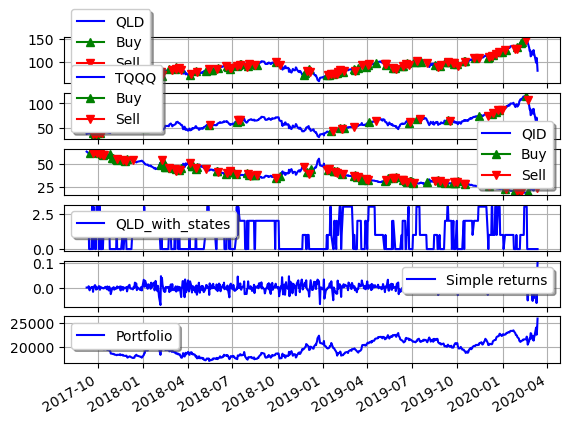 QLD
Buy
Sell
150
100
TQQQ
Buy
Sell
100
50
QID
Buy
Sell
50
25
QLD_with_states
2.5
0.0
Simple returns
0.1
0.0
Portfolio
25000
20000
2017-10
2018-01
2018-04
2018-07
2018-10
2019-01
2019-04
2019-07
2019-10
2020-01
2020-04